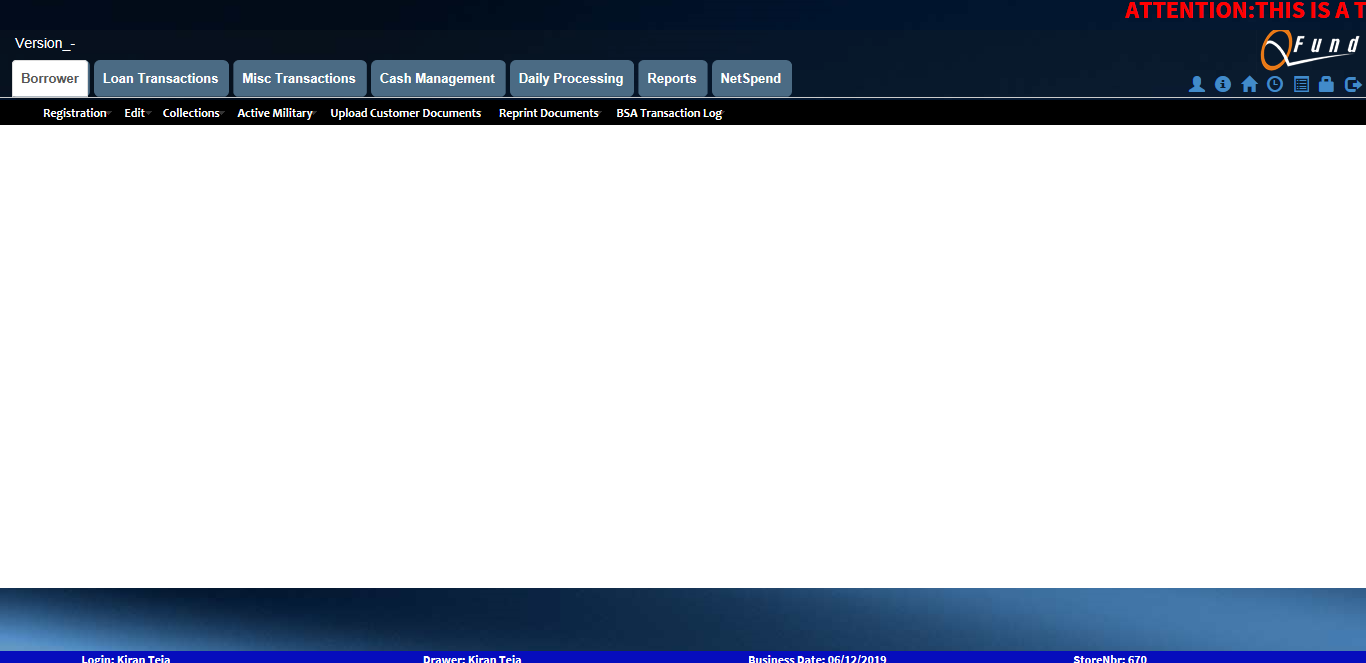 ATTENTION:THIS IS A T
Version_-
Fund
Borrower Loan Transactions Misc Transactions Cash Management Daily Processing Reports NetSpend
Registration Edit Collections Active Military Upload Customer Documents Reprint Documents BSA Transaction Log
Login: Kiran Teja Drawer: Kiran Teja Business Date: 06/12/2019 StoreNbr: 670